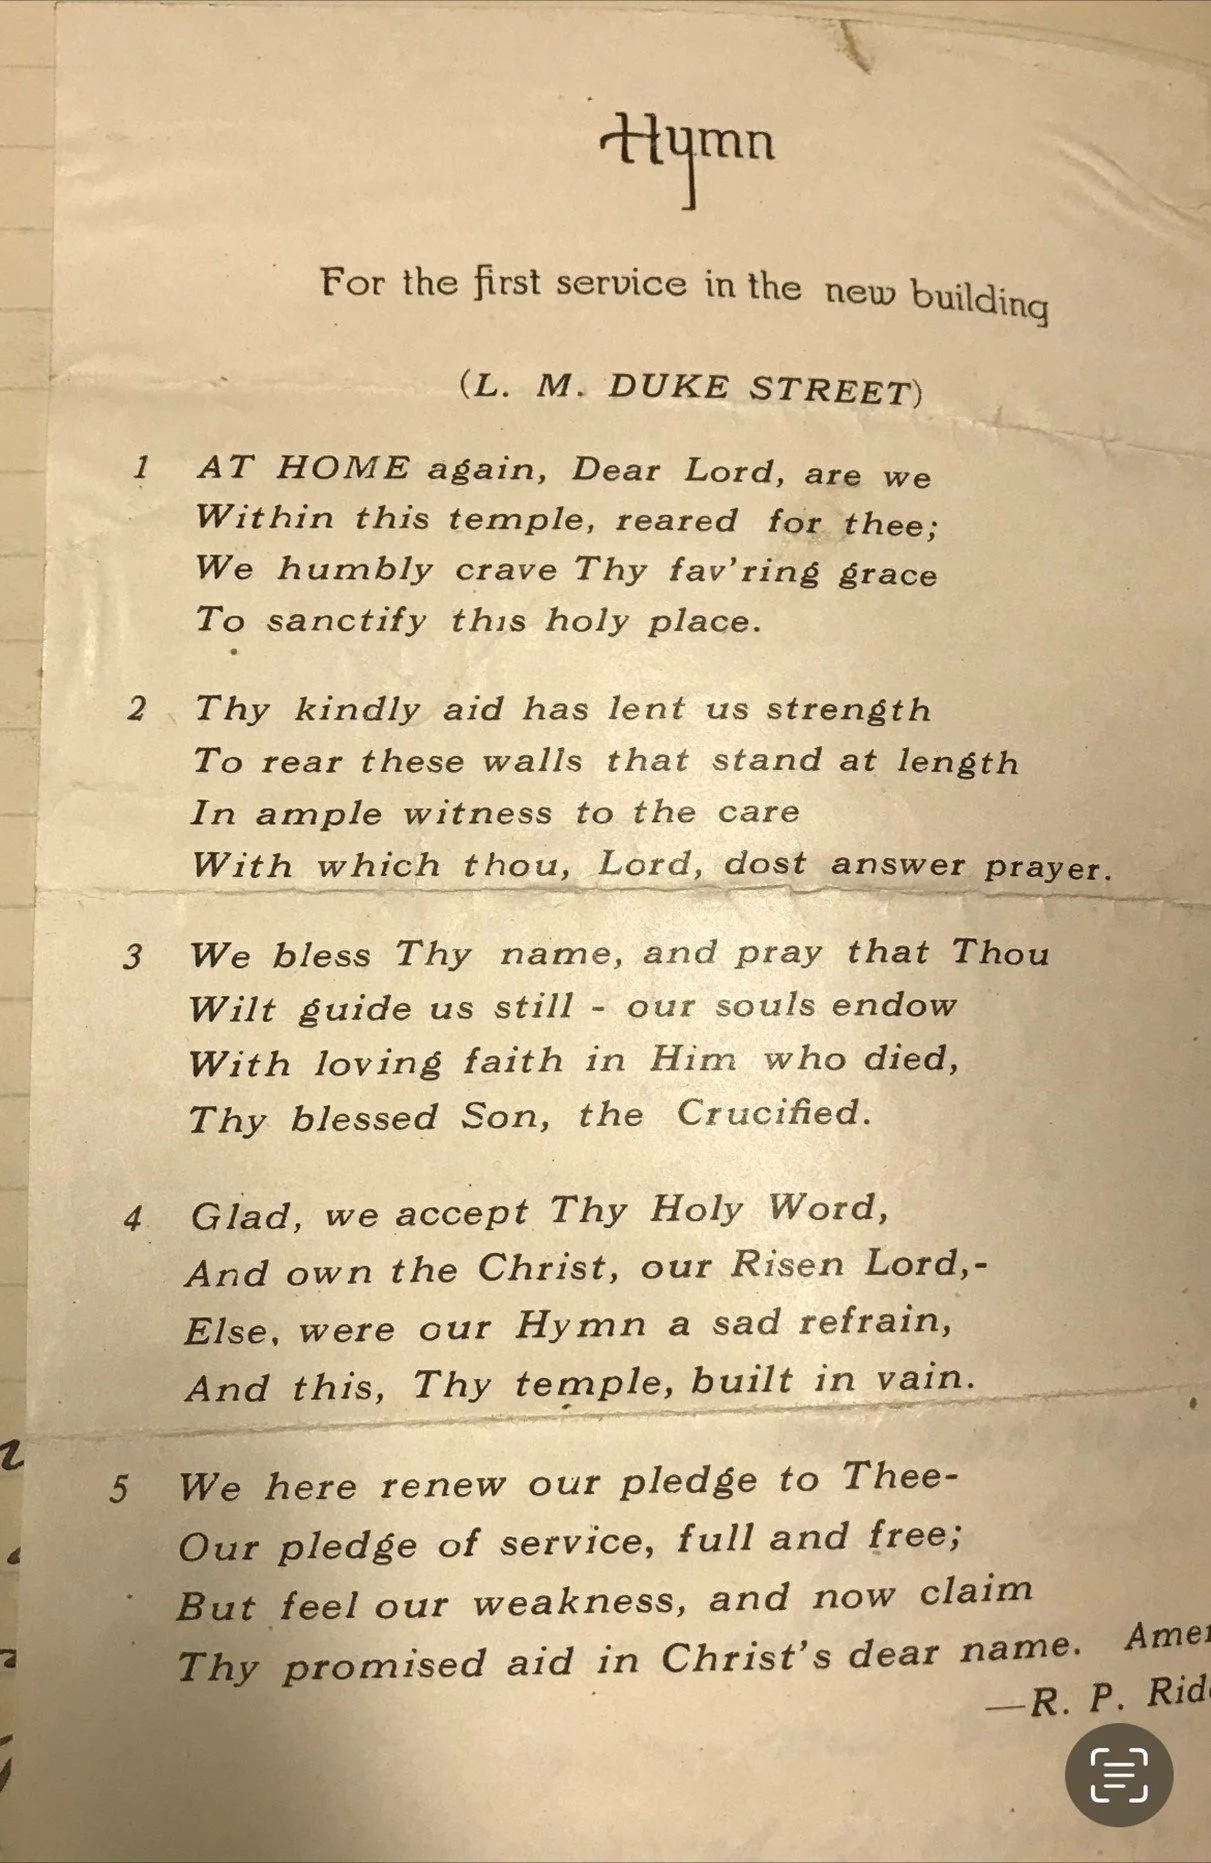 Hymn
For the first service in the new building
(L. M. DUKE STREET)
1 AT HOME again, Dear Lord, are we
Within this temple, reared for thee;
We humbly crave Thy fav'ring grace
To sanctify this holy place.
2 Thy kindly aid has lent us strength
To rear these walls that stand at length
In ample witness to the care
With which thou, Lord, dost answer prayer.
3 We bless Thy name, and pray that Thou
Wilt guide us still - our souls endow
With loving faith in Him who died,
Thy blessed Son, the Crucified.
4 Glad, we accept Thy Holy Word,
And own the Christ, our Risen Lord,-
Else, were our Hymn a sad refrain,
And this, Thy temple, built in vain.
5 We here renew our pledge to Thee-
Our pledge of service, full and free;
But feel our weakness, and now claim
Thy promised aid in Christ's dear name.
—R. P.